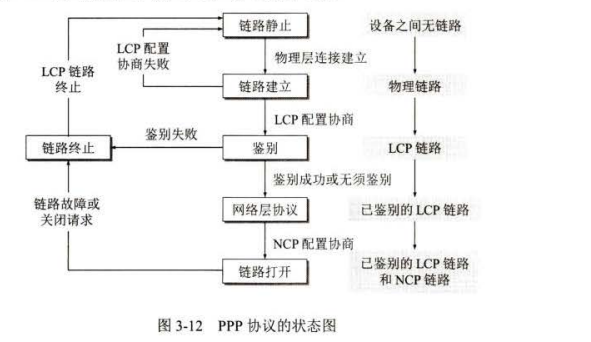 链路静止
设备之间无链路
LCP 配置
协商失败
物理层连接建立
LCP 链路
终止
链路建立
物理链路
LCP 配置协商
鉴别失败
链路终止
鉴别
LCP 链路
鉴别成功或无须鉴别
链路故障或
关闭请求
网络层协议
已鉴别的 LCP 链路
NCP 配置协商
链路打开
已鉴别的 LCP 链路
和 NCP 链路
图 3-12 PPP 协议的状态图